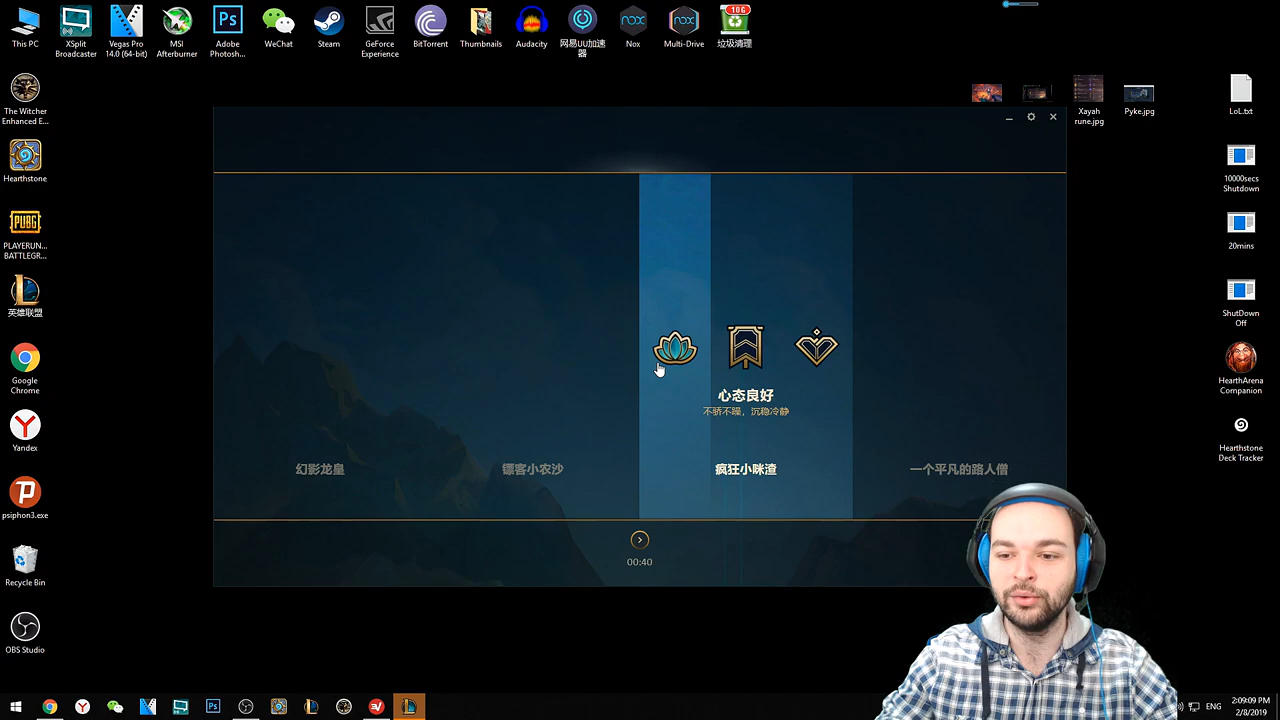 This PC
XSplit
Broadcaster
Vegas Pro
14.0 (64-bit)
MSI
Afterburner
Ps
Adobe
Photosh...
WeChat
Steam
GeForce
Experience
BitTorrent
Thumbnails
Audacity
网易UU加速
器
nox
Nox
nox
Multi-Drive
10G
垃圾清理
The Witcher
Enhanced E...
Hearthstone
PUBG
PLAYERUN...
BATTLEGR...
英雄联盟
Google
Chrome
Yandex
psiphon3.exe
Recycle Bin
OBS Studio
Xayah
rune.jpg
Pyke.jpg
LoL.txt
10000secs
Shutdown
20mins
ShutDown
Off
HearthArena
Companion
Hearthstone
Deck Tracker
心态良好
不骄不躁，沉稳冷静
幻影龙皇
镖客小农沙
疯狂小咪渣
一个平凡的路人僧
00:40
Ps
ENG
2:09:09 PM
2/8/2019